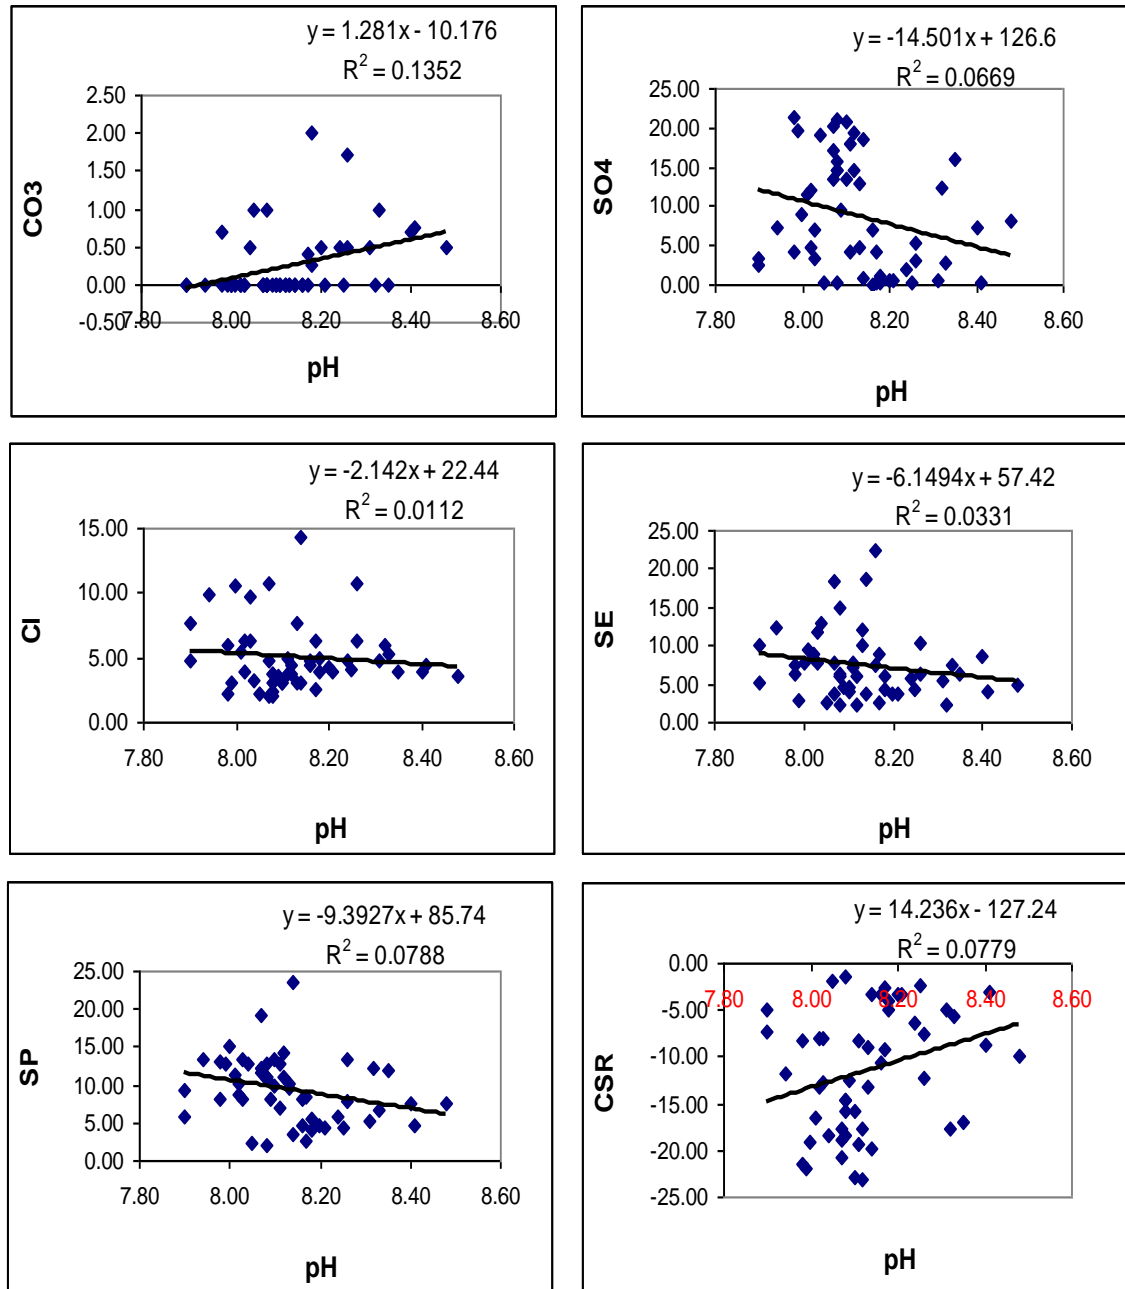 y = 1.281x - 10.176
R² = 0.1352
2.50
2.00
1.50
1.00
0.50
0.00
-0.50
7.80 8.00 8.20 8.40 8.60
CO3
pH
y = -14.501x + 126.6
R² = 0.0669
25.00
20.00
15.00
10.00
5.00
0.00
7.80 8.00 8.20 8.40 8.60
SO4
pH
y = -2.142x + 22.44
R² = 0.0112
15.00
10.00
5.00
0.00
7.80 8.00 8.20 8.40 8.60
Cl
pH
y = -6.1494x + 57.42
R² = 0.0331
25.00
20.00
15.00
10.00
5.00
0.00
7.80 8.00 8.20 8.40 8.60
SE
pH
y = -9.3927x + 85.74
R² = 0.0788
25.00
20.00
15.00
10.00
5.00
0.00
7.80 8.00 8.20 8.40 8.60
SP
pH
y = 14.236x - 127.24
R² = 0.0779
0.00
7.80 8.00 8.20 8.40 8.60
-5.00
-10.00
-15.00
-20.00
-25.00
CSR
pH